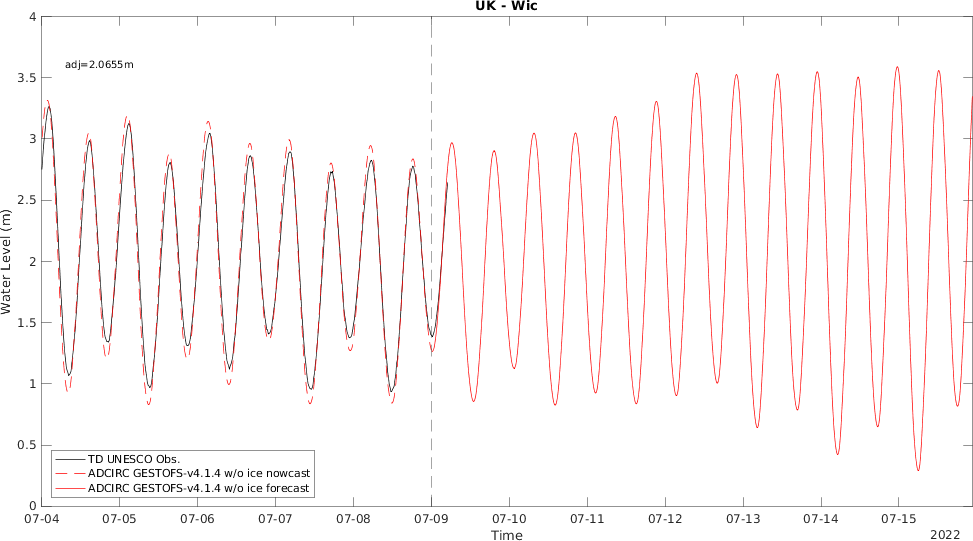 UK - Wic
adj=2.0655m
Water Level (m)
4
3.5
3
2.5
2
1.5
1
0.5
0
TD UNESCO Obs.
ADCIRC GESTOFS-v4.1.4 w/o ice nowcast
ADCIRC GESTOFS-v4.1.4 w/o ice forecast
07-04 07-05 07-06 07-07 07-08 07-09 07-10 07-11 07-12 07-13 07-14 07-15
Time
2022